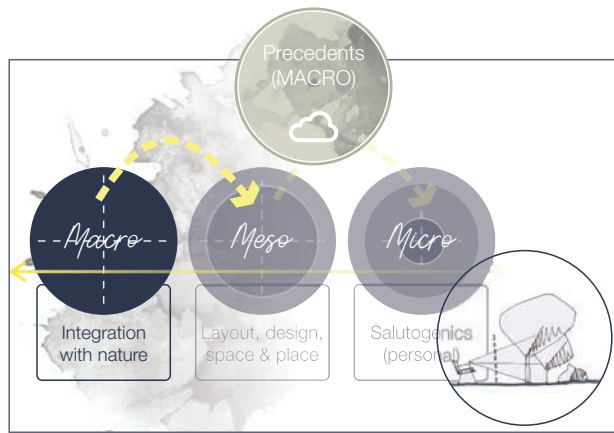 Precedents
(MACRO)
Macro
Meso
Micro
Integration
with nature
Layout, design,
space & place
Salutogenics
(personal)